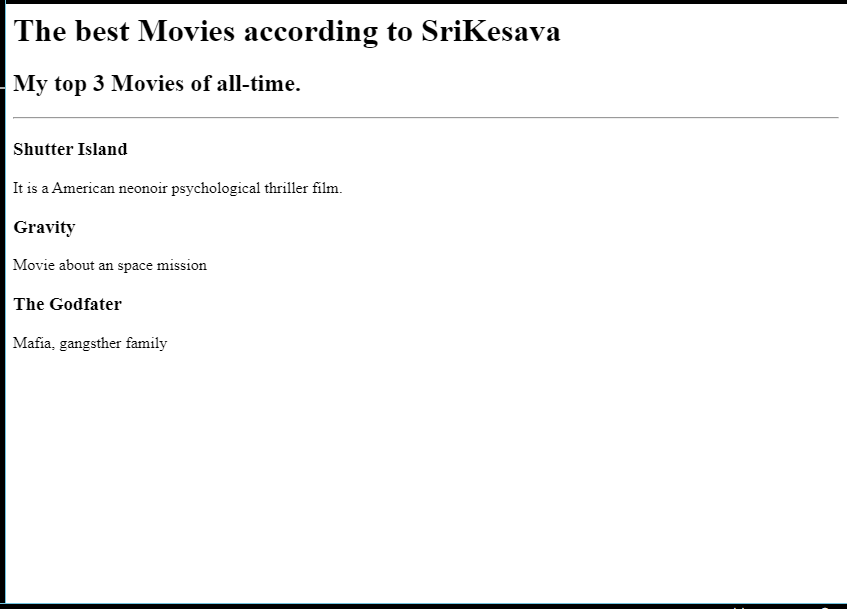 The best Movies according to SriKesava
My top 3 Movies of all-time.
Shutter Island
It is a American neonoir psychological thriller film.
Gravity
Movie about an space mission
The Godfater
Mafia, gangsther family